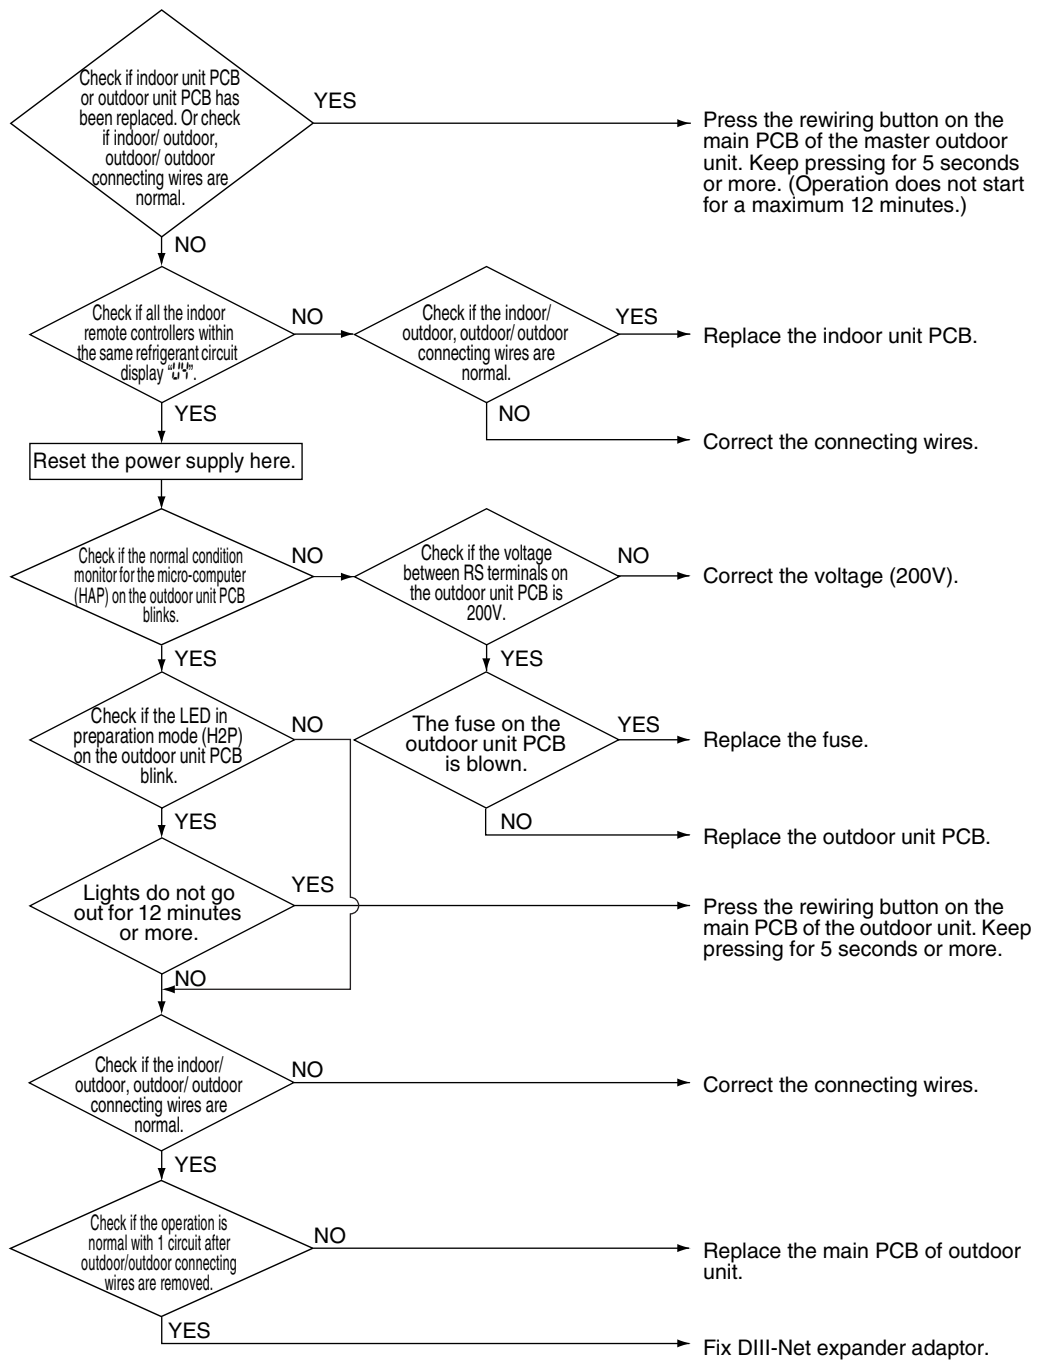 Check if indoor unit PCB
or outdoor unit PCB has
been replaced. Or check
if indoor/ outdoor,
outdoor/ outdoor
connecting wires are
normal.
YES
Press the rewiring button on the
main PCB of the master outdoor
unit. Keep pressing for 5 seconds
or more. (Operation does not start
for a maximum 12 minutes.)
NO
Check if all the indoor
remote controllers within
the same refrigerant circuit
display "U4".
NO
Check if the indoor/
outdoor, outdoor/ outdoor
connecting wires are
normal.
YES
Replace the indoor unit PCB.
NO
Correct the connecting wires.
YES
Reset the power supply here.
Check if the normal condition
monitor for the micro-computer
(HAP) on the outdoor unit PCB
blinks.
NO
Check if the voltage
between RS terminals on
the outdoor unit PCB is
200V.
NO
Correct the voltage (200V).
YES
YES
Check if the LED in
preparation mode (H2P)
on the outdoor unit PCB
blink.
NO
The fuse on the
outdoor unit PCB
is blown.
YES
Replace the fuse.
NO
Replace the outdoor unit PCB.
YES
Lights do not go
out for 12 minutes
or more.
YES
Press the rewiring button on the
main PCB of the outdoor unit. Keep
pressing for 5 seconds or more.
NO
Check if the indoor/
outdoor, outdoor/ outdoor
connecting wires are
normal.
NO
Correct the connecting wires.
YES
Check if the operation is
normal with 1 circuit after
outdoor/outdoor connecting
wires are removed.
NO
Replace the main PCB of outdoor
unit.
YES
Fix DIII-Net expander adaptor.